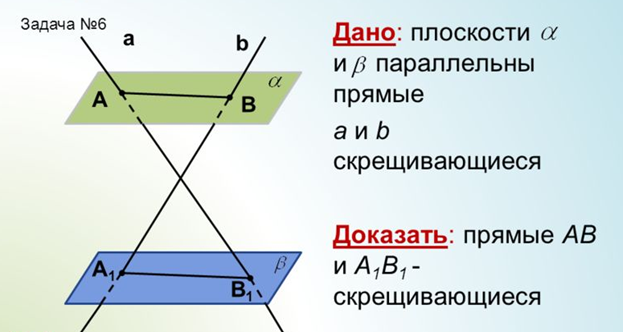 Задача №6
a
b
A
B
α
A₁
B₁
β
Дано: плоскости α
и β параллельны
прямые
a и b
скрещивающиеся
Доказать: прямые AB
и A₁B₁ -
скрещивающиеся